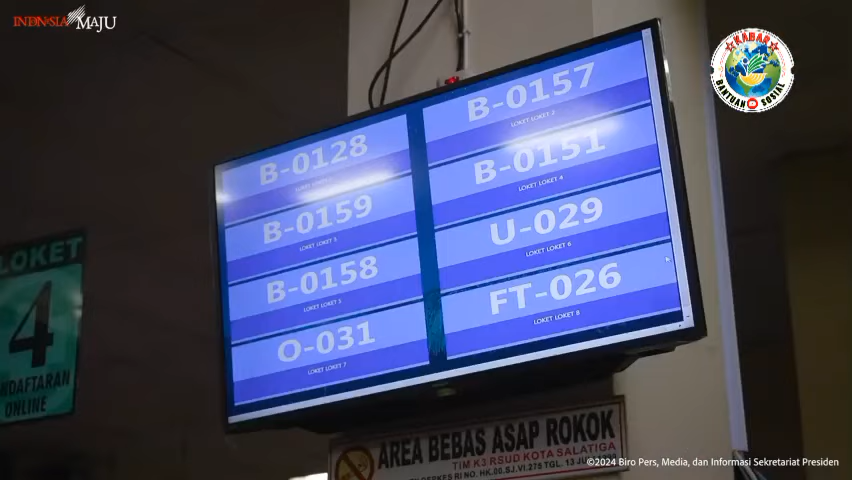 INDONESIA MAJU
KABAR
BANTUAN SOSIAL
B-0128
B-0157
LOKET LOKET 2
B-0159
LOKET LOKET 3
B-0151
LOKET LOKET 4
B-0158
LOKET LOKET 5
U-029
LOKET LOKET 6
O-031
LOKET LOKET 7
FT-026
LOKET LOKET 8
LOKET
4
NDAFTARAN
ONLINE
AREA BEBAS ASAP ROKOK
TIM K3 RSUD KOTA SALATIGA
©2024 Biro Pers, Media, dan Informasi Sekretariat Presiden